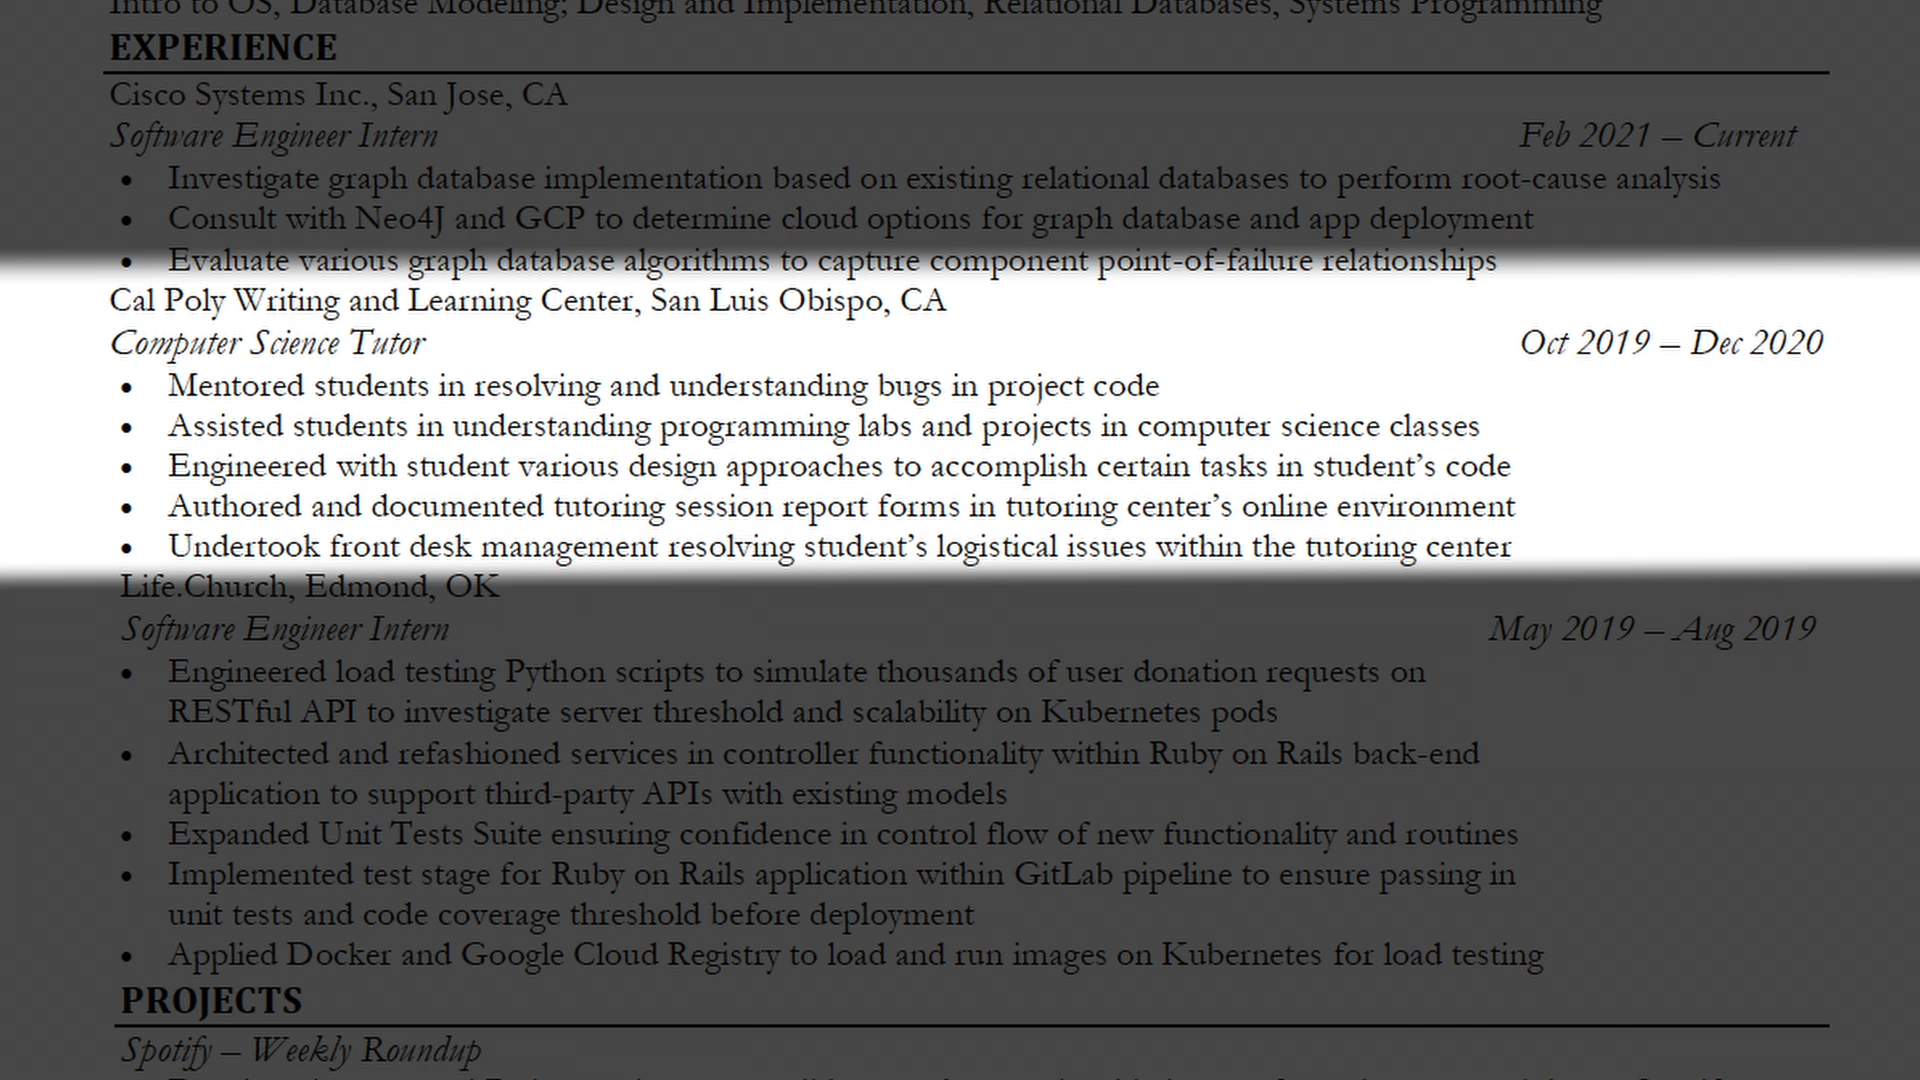 Intro to OS, Database Modeling; Design and Implementation, Relational Databases, Systems Programming
EXPERIENCE
Cisco Systems Inc., San Jose, CA
Software Engineer Intern Feb 2021 – Current
• Investigate graph database implementation based on existing relational databases to perform root-cause analysis
• Consult with Neo4J and GCP to determine cloud options for graph database and app deployment
• Evaluate various graph database algorithms to capture component point-of-failure relationships
Cal Poly Writing and Learning Center, San Luis Obispo, CA
Computer Science Tutor Oct 2019 – Dec 2020
• Mentored students in resolving and understanding bugs in project code
• Assisted students in understanding programming labs and projects in computer science classes
• Engineered with student various design approaches to accomplish certain tasks in student’s code
• Authored and documented tutoring session report forms in tutoring center’s online environment
• Undertook front desk management resolving student’s logistical issues within the tutoring center
Life.Church, Edmond, OK
Software Engineer Intern May 2019 – Aug 2019
• Engineered load testing Python scripts to simulate thousands of user donation requests on
RESTful API to investigate server threshold and scalability on Kubernetes pods
• Architected and refashioned services in controller functionality within Ruby on Rails back-end
application to support third-party APIs with existing models
• Expanded Unit Tests Suite ensuring confidence in control flow of new functionality and routines
• Implemented test stage for Ruby on Rails application within GitLab pipeline to ensure passing in
unit tests and code coverage threshold before deployment
• Applied Docker and Google Cloud Registry to load and run images on Kubernetes for load testing
PROJECTS
Spotify – Weekly Roundup